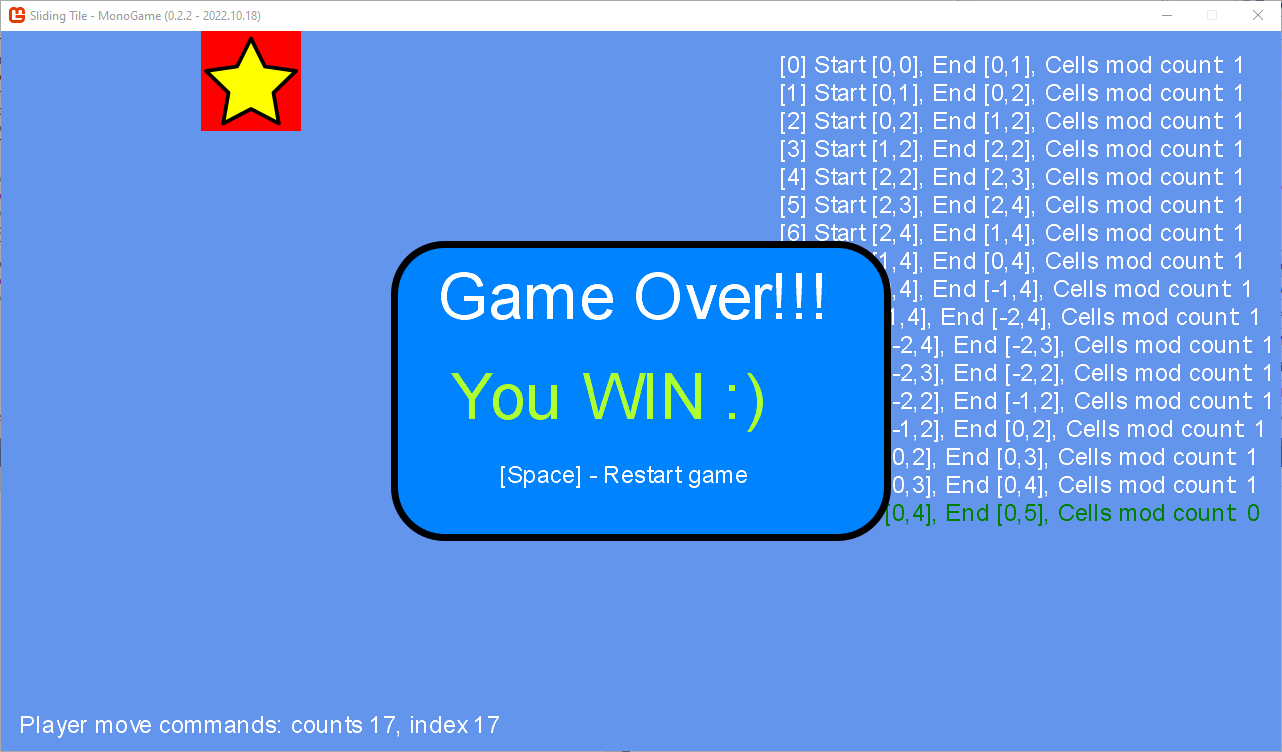 Sliding Tile - MonoGame (0.2.2 - 2022.10.18)
[0] Start [0,0], End [0,1], Cells mod count 1
[1] Start [0,1], End [0,2], Cells mod count 1
[2] Start [0,2], End [1,2], Cells mod count 1
[3] Start [1,2], End [2,2], Cells mod count 1
[4] Start [2,2], End [2,3], Cells mod count 1
[5] Start [2,3], End [2,4], Cells mod count 1
[6] Start [2,4], End [1,4], Cells mod count 1
1,4], End [0,4], Cells mod count 1
,4], End [-1,4], Cells mod count 1
1,4], End [-2,4], Cells mod count 1
-2,4], End [-2,3], Cells mod count 1
-2,3], End [-2,2], Cells mod count 1
-2,2], End [-1,2], Cells mod count 1
-1,2], End [0,2], Cells mod count 1
0,2], End [0,3], Cells mod count 1
0,3], End [0,4], Cells mod count 1
[0,4], End [0,5], Cells mod count 0
Game Over!!!
You WIN :)
[Space] - Restart game
Player move commands: counts 17, index 17